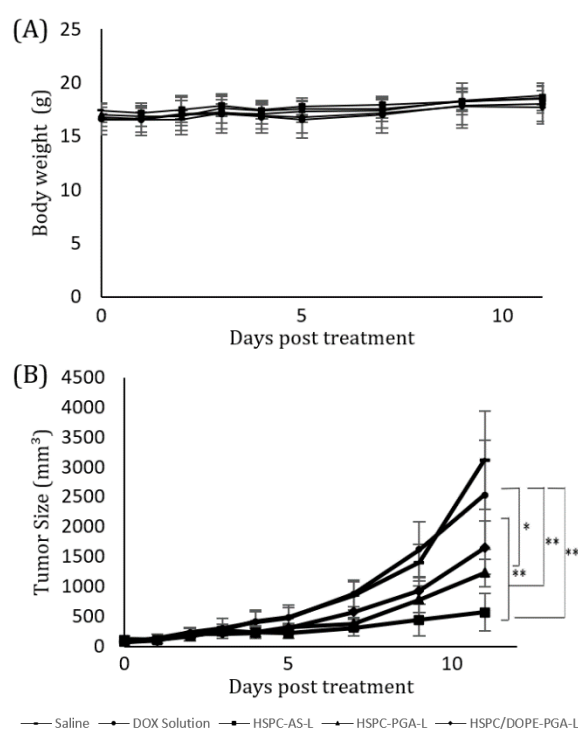 (A)
25
20
15
10
5
0
Body weight (g)
0 5 10
Days post treatment
(B)
4500
4000
3500
3000
2500
2000
1500
1000
500
0
Tumor Size (mm³)
*
**
**
**
0 5 10
Days post treatment
Saline DOX Solution HSPC-AS-L HSPC-PGA-L HSPC/DOPE-PGA-L